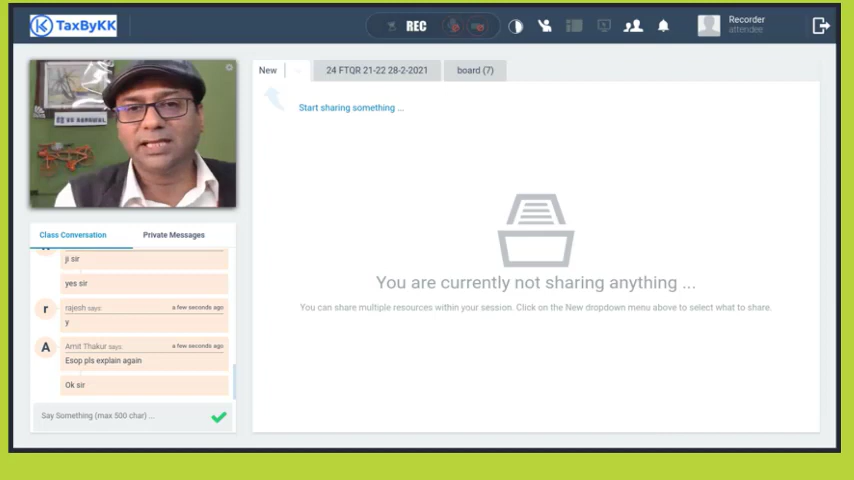 TaxByKK
REC
Recorder
attendee
New
24 FTQR 21-22 28-2-2021
board (7)
Start sharing something ...
Class Conversation
Private Messages
ji sir
yes sir
r
rajesh says:
a few seconds ago
y
A
Amit Thakur says:
a few seconds ago
Esop pls explain again
Ok sir
Say Something (max 500 char) ...
You are currently not sharing anything ...
You can share multiple resources within your session. Click on the New dropdown menu above to select what to share.